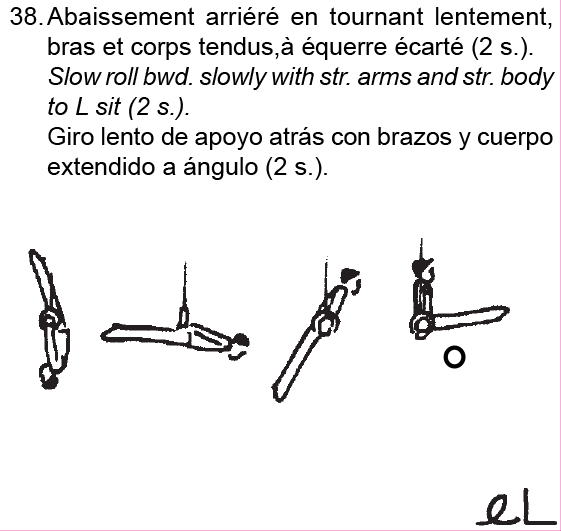 38. Abaissement arriéré en tournant lentement,
bras et corps tendus,à équerre écarté (2 s.).
Slow roll bwd. slowly with str. arms and str. body
to L sit (2 s.).
Giro lento de apoyo atrás con brazos y cuerpo
extendido a ángulo (2 s.).